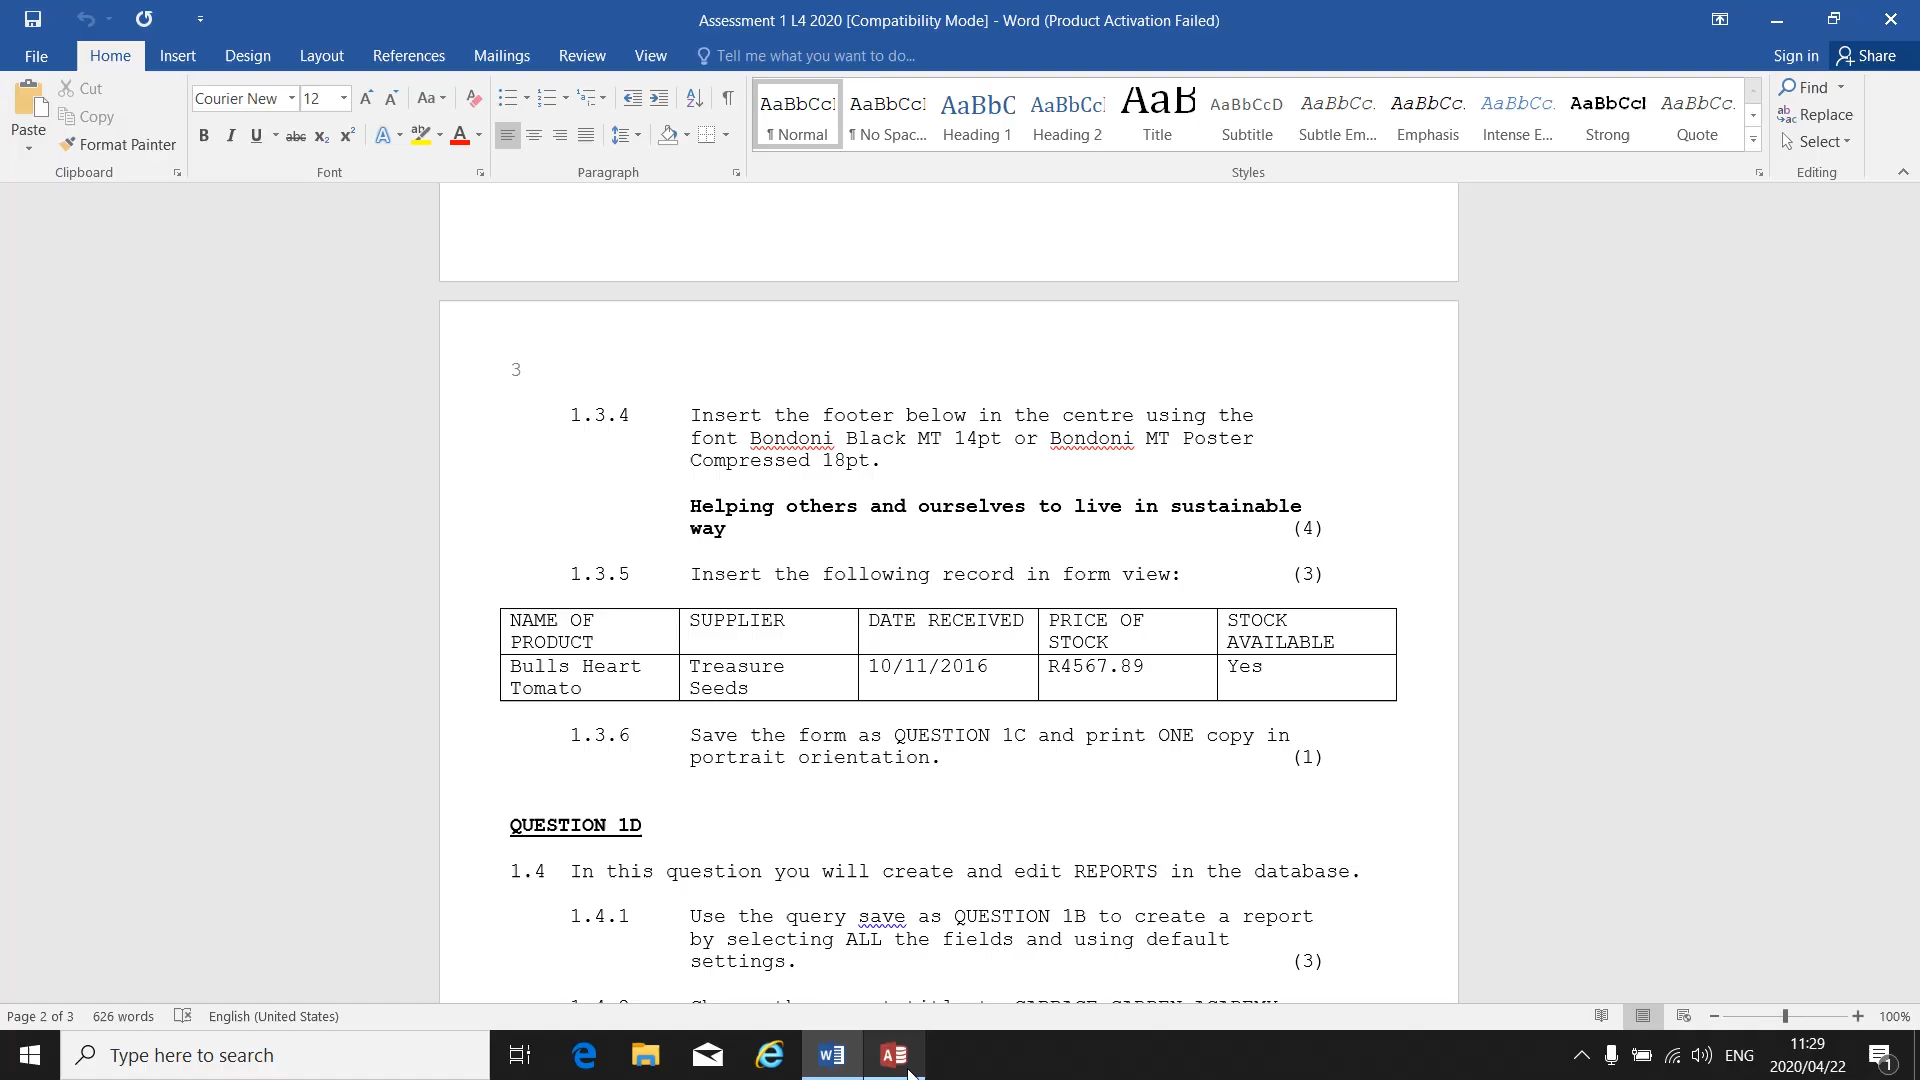 Assessment 1 L4 2020 [Compatibility Mode] - Word (Product Activation Failed)
File Home Insert Design Layout References Mailings Review View Tell me what you want to do... Sign in Share
Paste Cut Copy Format Painter Clipboard
Courier New 12 Aa Font
B I U abc X2 X2 A ab A
Paragraph
AaBbCcI AaBbCcI AaBbC AaBbCcI AaB AaBbCcD AaBbCc. AaBbCc. AaBbCc. AaBbCcI AaBbCc.
¶ Normal ¶ No Spac... Heading 1 Heading 2 Title Subtitle Subtle Em... Emphasis Intense E... Strong Quote
Styles
Find
Replace
Select
Editing
3
1.3.4 Insert the footer below in the centre using the
font Bondoni Black MT 14pt or Bondoni MT Poster
Compressed 18pt.
Helping others and ourselves to live in sustainable
way (4)
1.3.5 Insert the following record in form view: (3)
NAME OF SUPPLIER DATE RECEIVED PRICE OF STOCK
PRODUCT STOCK AVAILABLE
Bulls Heart Treasure 10/11/2016 R4567.89 Yes
Tomato Seeds
1.3.6 Save the form as QUESTION 1C and print ONE copy in
portrait orientation. (1)
QUESTION 1D
1.4 In this question you will create and edit REPORTS in the database.
1.4.1 Use the query save as QUESTION 1B to create a report
by selecting ALL the fields and using default
settings. (3)
Page 2 of 3 626 words English (United States) 100%
Type here to search
ENG 11:29
2020/04/22
1